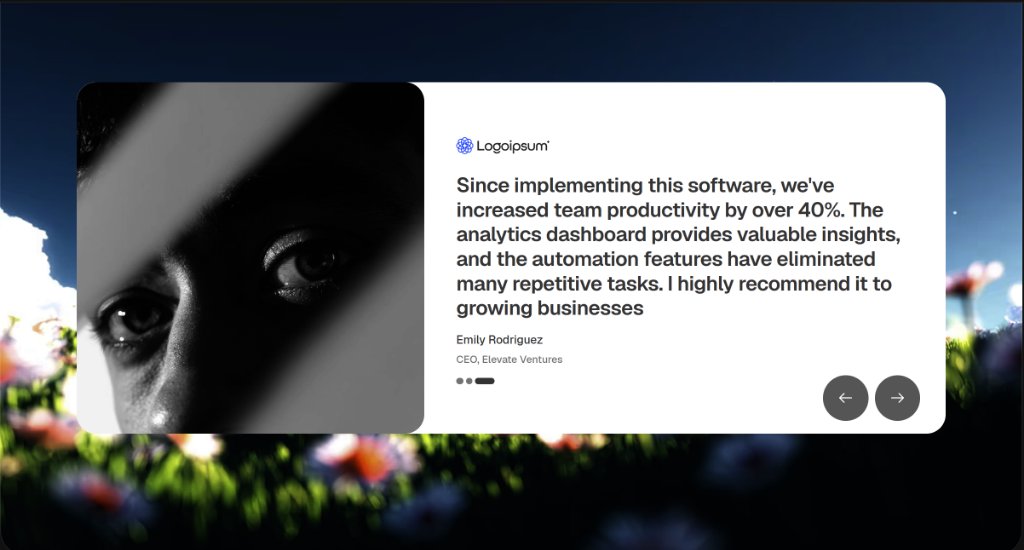 Logoipsum
Since implementing this software, we've
increased team productivity by over 40%. The
analytics dashboard provides valuable insights,
and the automation features have eliminated
many repetitive tasks. I highly recommend it to
growing businesses
Emily Rodriguez
CEO, Elevate Ventures